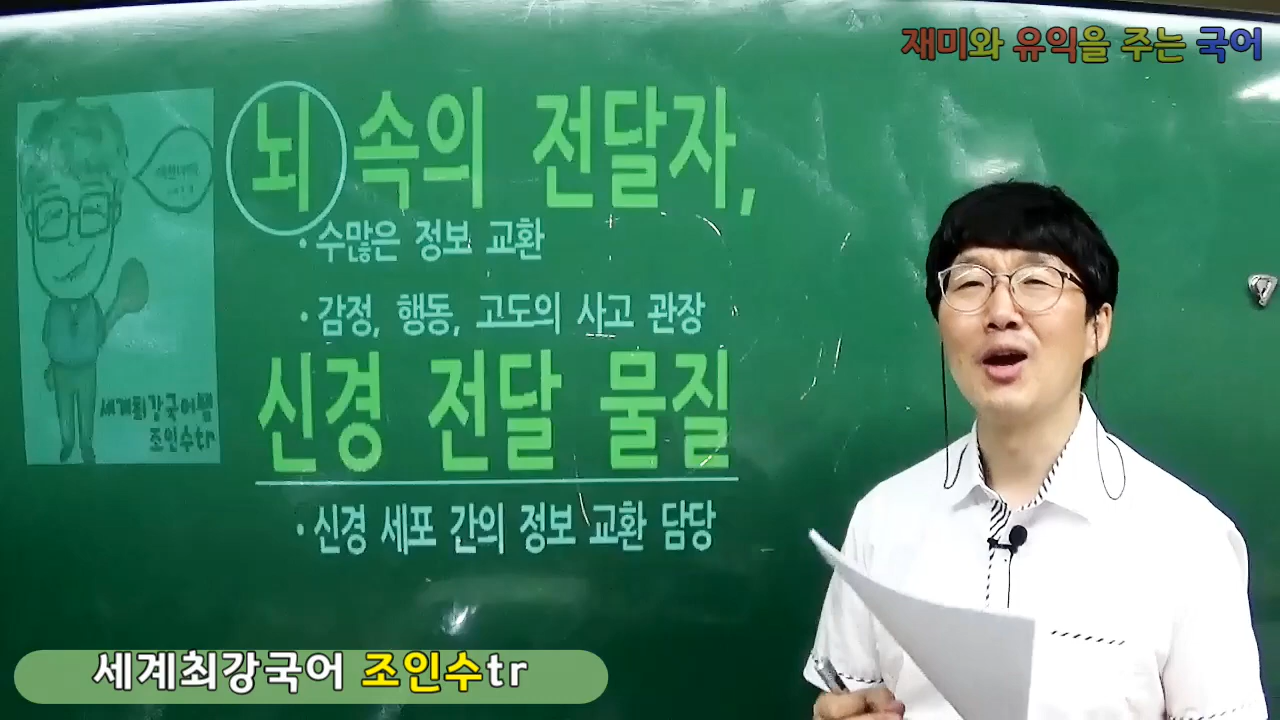 재미와 유익을 주는 국어
뇌 속의 전달자,
· 수많은 정보 교환
· 감정, 행동, 고도의 사고 관장
신경 전달 물질
· 신경 세포 간의 정보 교환 담당
세계최강국어쌤
조인수tr
세계최강국어 조인수tr